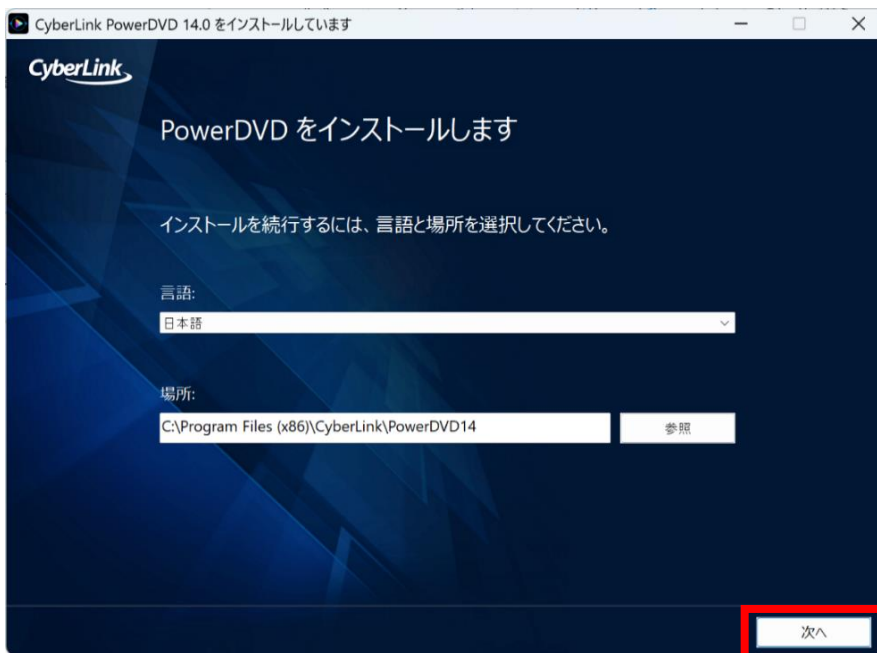 CyberLink PowerDVD 14.0 をインストールしています
CyberLink
PowerDVD をインストールします
インストールを続行するには、言語と場所を選択してください。
言語:
日本語
場所:
C:\Program Files (x86)\CyberLink\PowerDVD14
参照
次へ